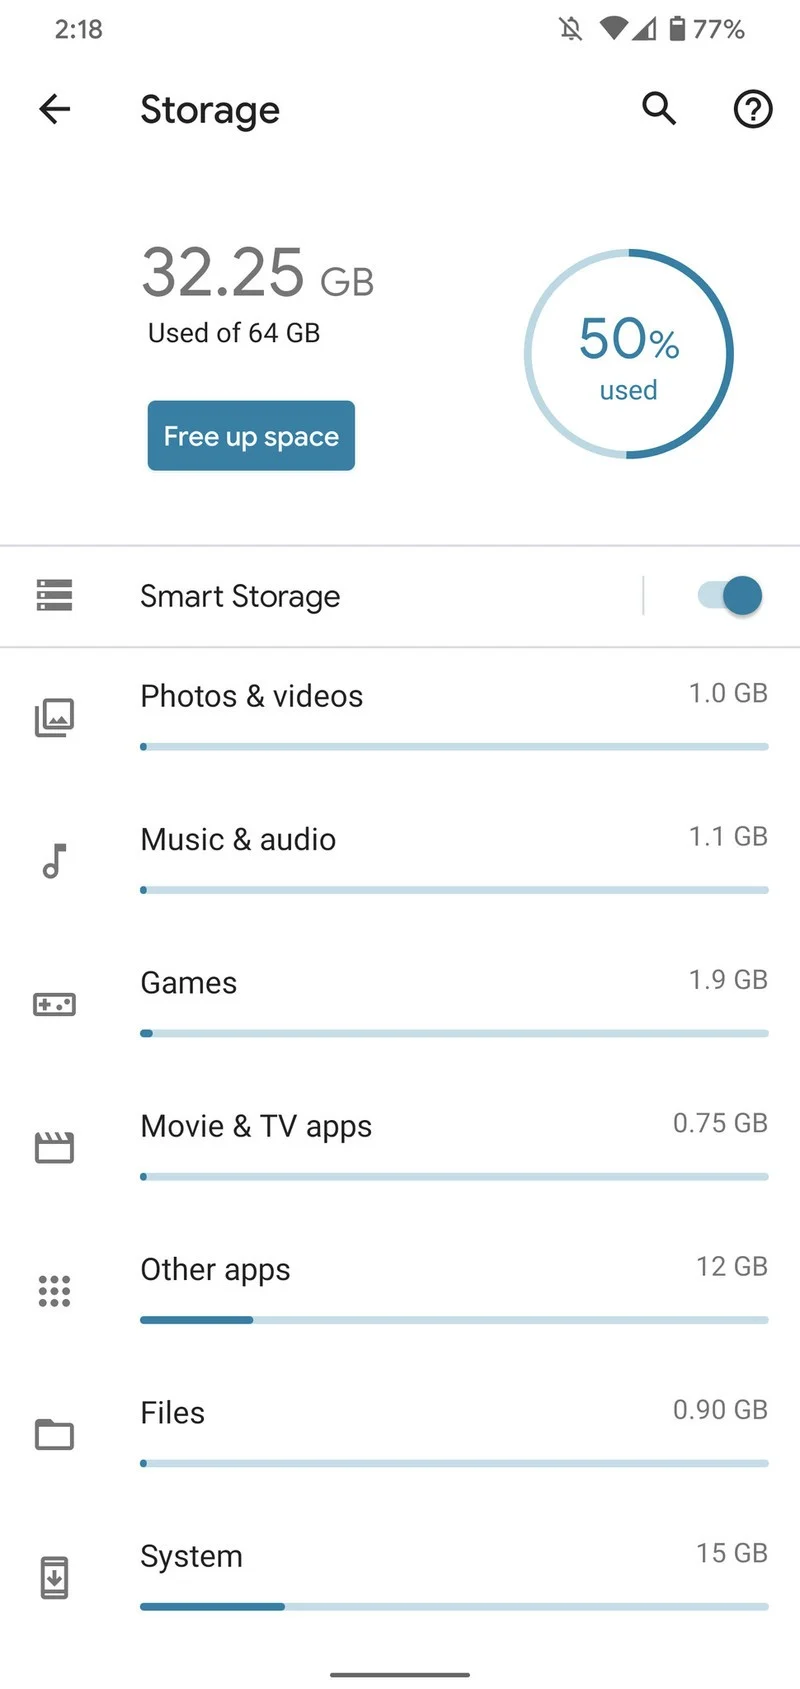 2:18 77%
Storage
32.25 GB
Used of 64 GB
50%
used
Free up space
Smart Storage
Photos & videos 1.0 GB
Music & audio 1.1 GB
Games 1.9 GB
Movie & TV apps 0.75 GB
Other apps 12 GB
Files 0.90 GB
System 15 GB